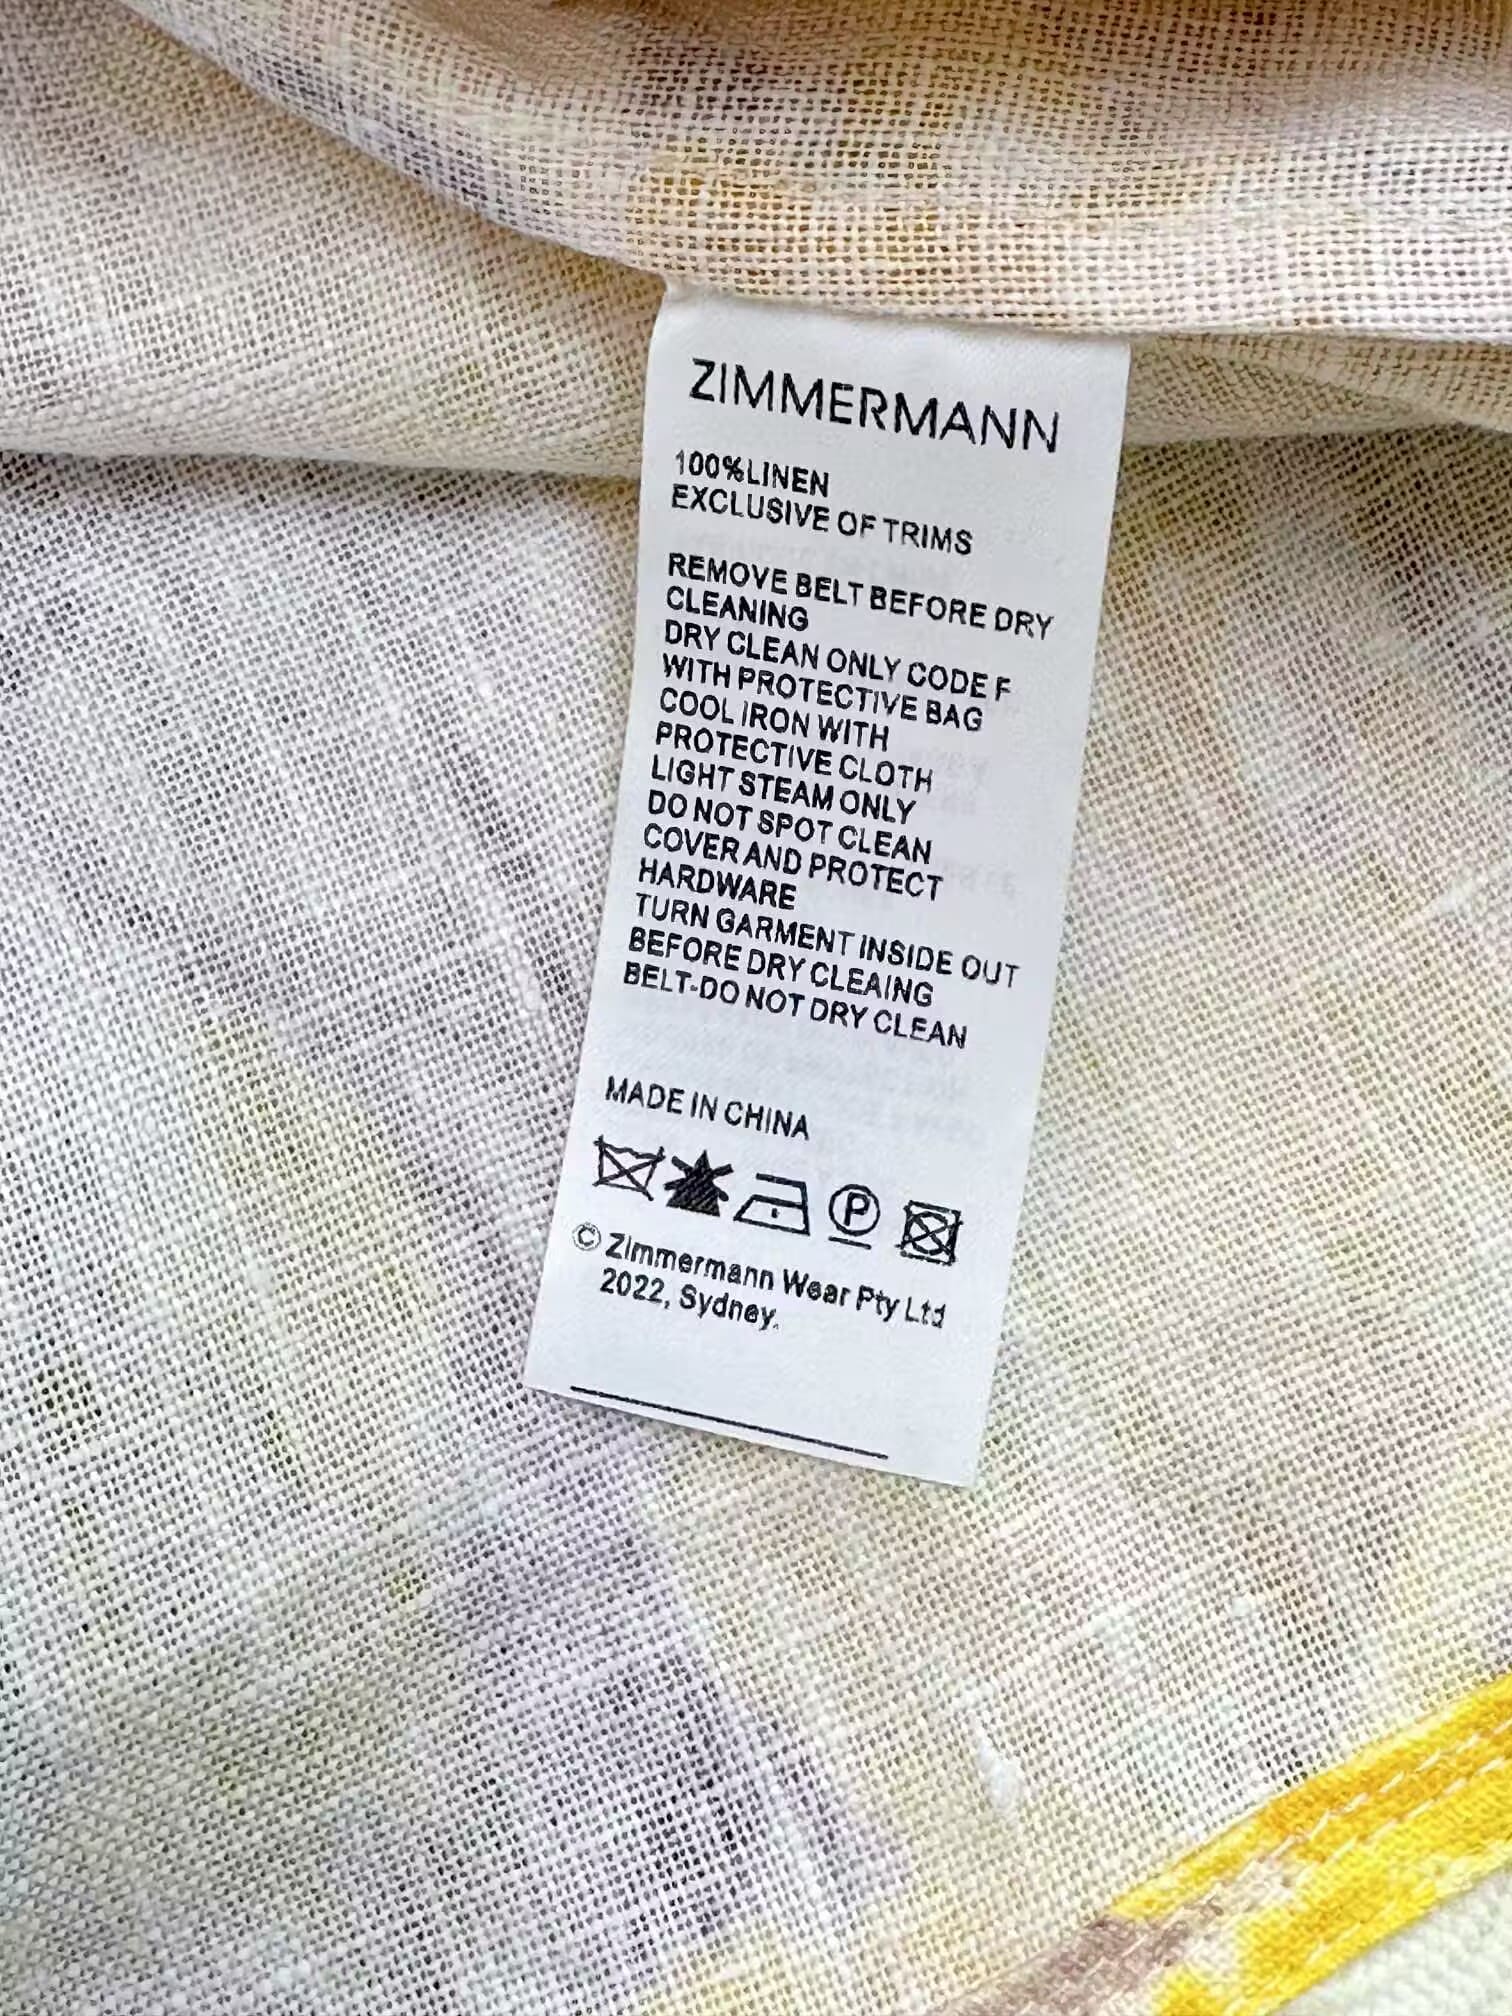 ZIMMERMANN
100%LINEN
EXCLUSIVE OF TRIMS
REMOVE BELT BEFORE DRY
CLEANING
DRY CLEAN ONLY CODE F
WITH PROTECTIVE BAG
COOL IRON WITH
PROTECTIVE CLOTH
LIGHT STEAM ONLY
DO NOT SPOT CLEAN
COVER AND PROTECT
HARDWARE
TURN GARMENT INSIDE OUT
BEFORE DRY CLEAING
BELT-DO NOT DRY CLEAN
MADE IN CHINA
P
© Zimmermann Wear Pty Ltd
2022, Sydney.